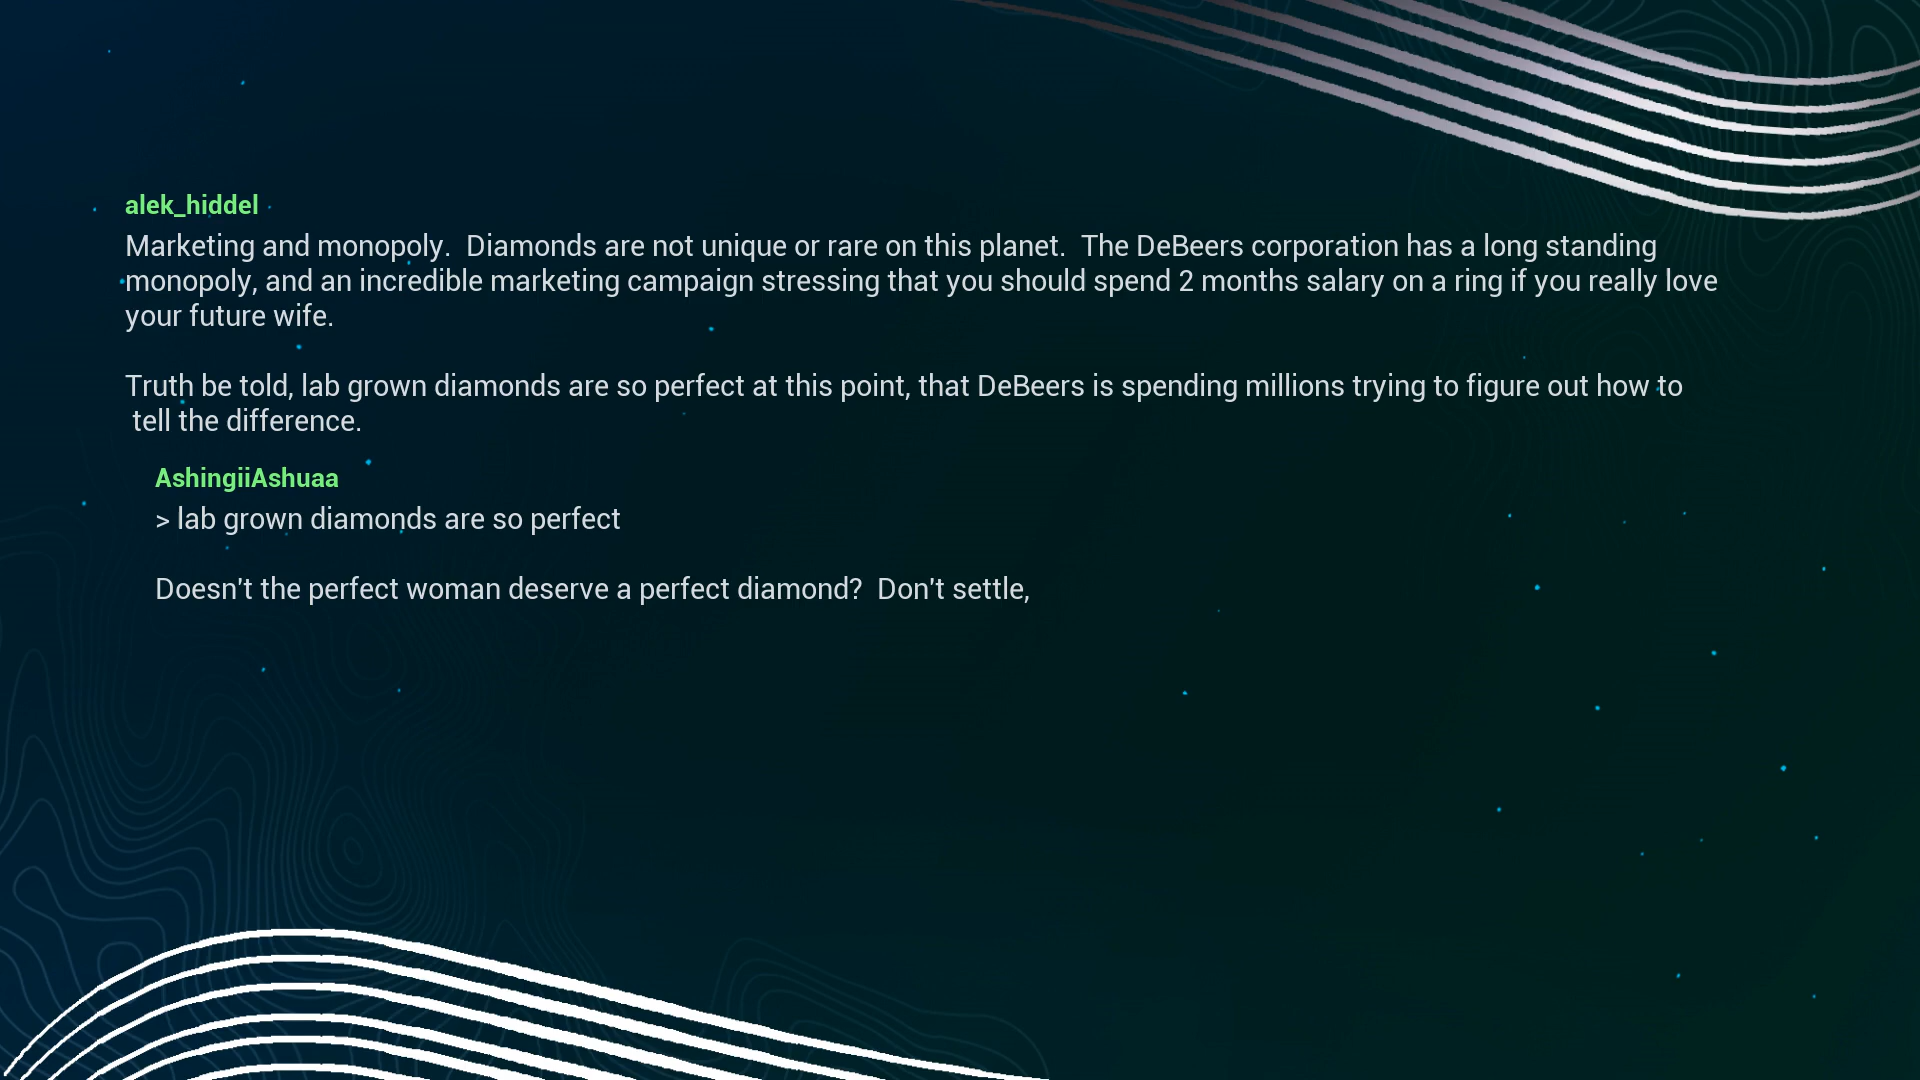 alek_hiddel
Marketing and monopoly.  Diamonds are not unique or rare on this planet.  The DeBeers corporation has a long standing
monopoly, and an incredible marketing campaign stressing that you should spend 2 months salary on a ring if you really love
your future wife.
Truth be told, lab grown diamonds are so perfect at this point, that DeBeers is spending millions trying to figure out how to
tell the difference.
AshingiiAshuaa
> lab grown diamonds are so perfect
Doesn't the perfect woman deserve a perfect diamond?  Don't settle,